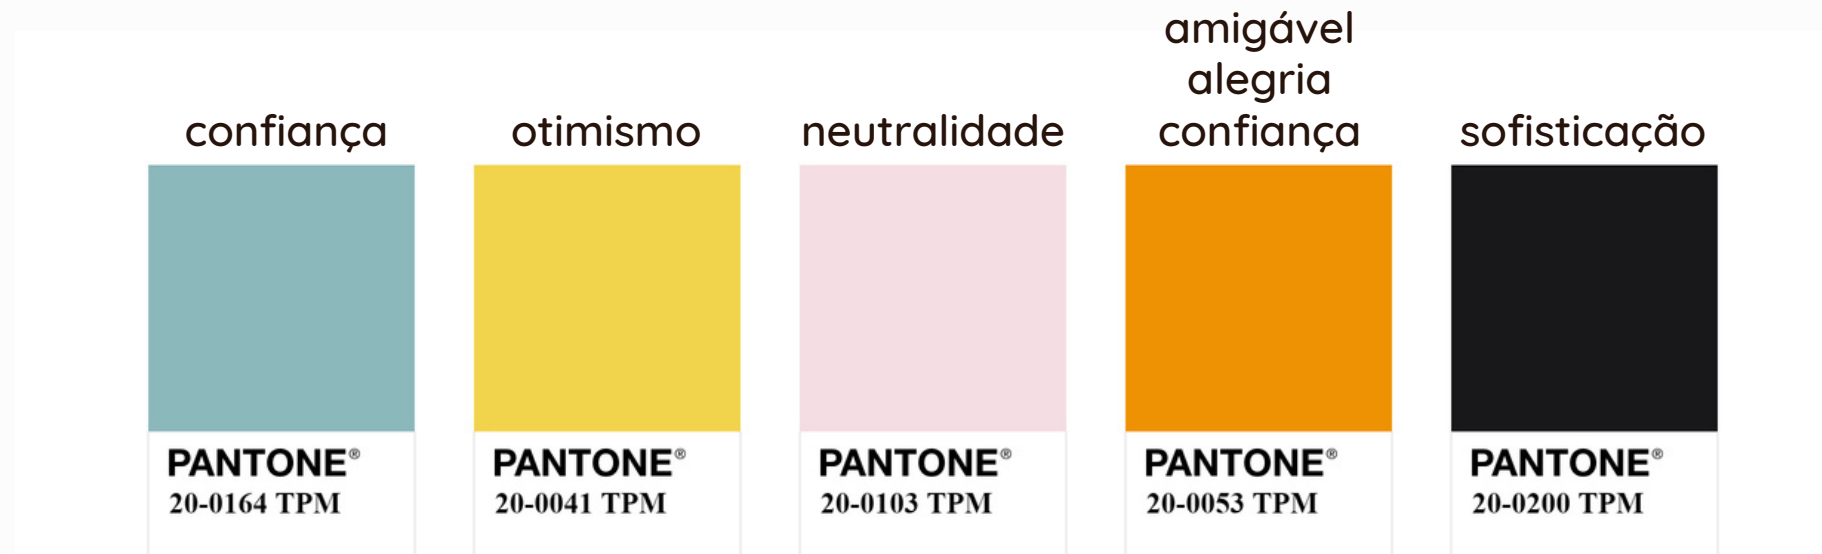 confiança
otimismo
neutralidade
amigável
alegria
confiança
sofisticação
PANTONE®
20-0164 TPM
PANTONE®
20-0041 TPM
PANTONE®
20-0103 TPM
PANTONE®
20-0053 TPM
PANTONE®
20-0200 TPM